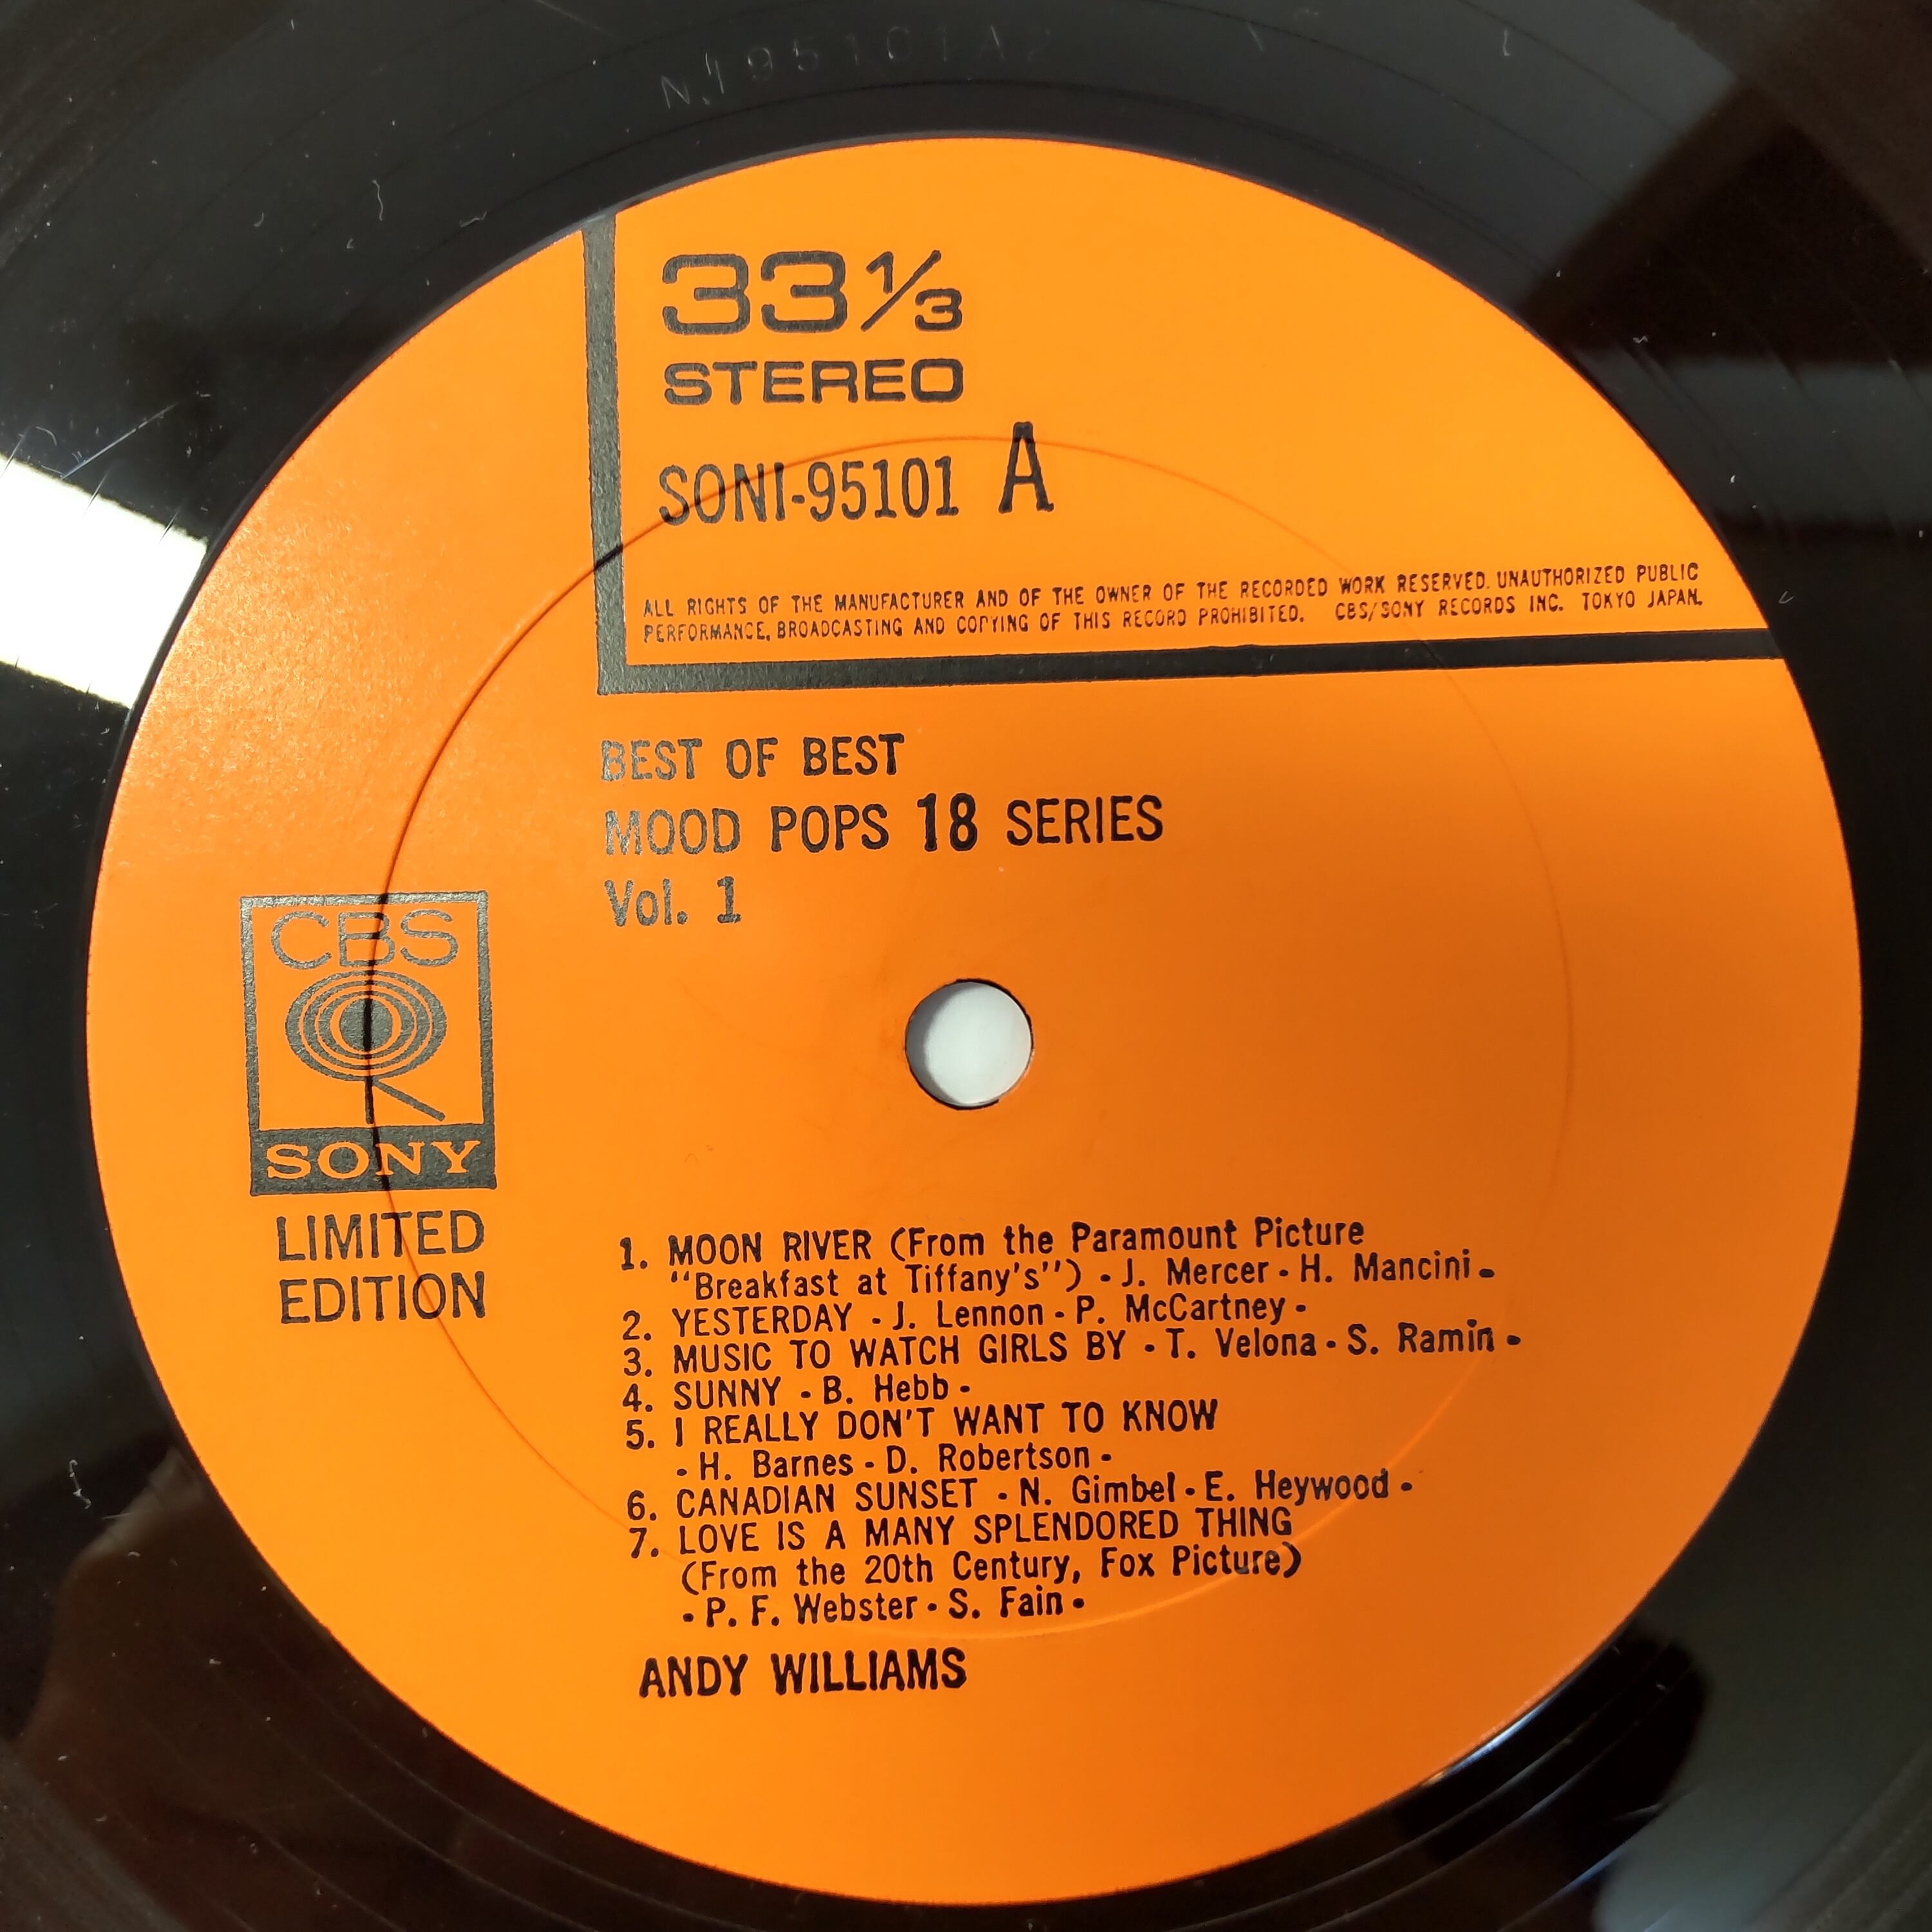 N.195101A2
33 1/3
STEREO
SONI-95101 A
ALL RIGHTS OF THE MANUFACTURER AND OF THE OWNER OF THE RECORDED WORK RESERVED. UNAUTHORIZED PUBLIC
PERFORMANCE, BROADCASTING AND COPYING OF THIS RECORD PROHIBITED. CBS/SONY RECORDS INC. TOKYO JAPAN.
BEST OF BEST
MOOD POPS 18 SERIES
Vol. 1
CBS
SONY
LIMITED
EDITION
1. MOON RIVER (From the Paramount Picture
“Breakfast at Tiffany's”) - J. Mercer - H. Mancini -
2. YESTERDAY - J. Lennon - P. McCartney -
3. MUSIC TO WATCH GIRLS BY - T. Velona - S. Ramin -
4. SUNNY - B. Hebb -
5. I REALLY DON'T WANT TO KNOW
- H. Barnes - D. Robertson -
6. CANADIAN SUNSET - N. Gimbel - E. Heywood -
7. LOVE IS A MANY SPLENDORED THING
(From the 20th Century, Fox Picture)
- P. F. Webster - S. Fain -
ANDY WILLIAMS